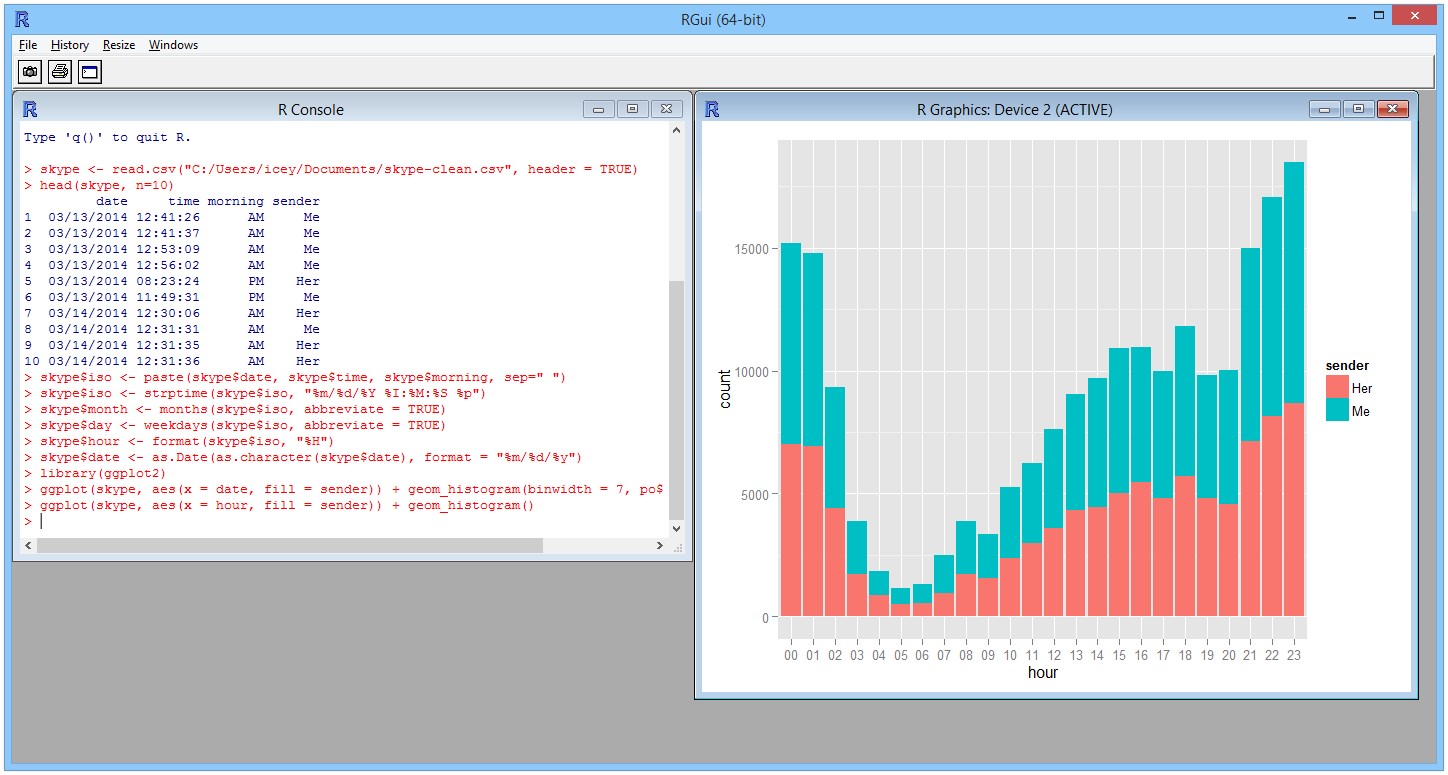 RGui (64-bit)
File History Resize Windows
R Console
Type 'q()' to quit R.
> skype <- read.csv("C:/Users/icey/Documents/skype-clean.csv", header = TRUE)
> head(skype, n=10)
date time morning sender
1 03/13/2014 12:41:26 AM Me
2 03/13/2014 12:41:37 AM Me
3 03/13/2014 12:53:09 AM Me
4 03/13/2014 12:56:02 AM Me
5 03/13/2014 08:23:24 PM Her
6 03/13/2014 11:49:31 PM Me
7 03/14/2014 12:30:06 AM Her
8 03/14/2014 12:31:31 AM Me
9 03/14/2014 12:31:35 AM Her
10 03/14/2014 12:31:36 AM Her
> skype$iso <- paste(skype$date, skype$time, skype$morning, sep=" ")
> skype$iso <- strptime(skype$iso, "%m/%d/%Y %I:%M:%S %p")
> skype$month <- months(skype$iso, abbreviate = TRUE)
> skype$day <- weekdays(skype$iso, abbreviate = TRUE)
> skype$hour <- format(skype$iso, "%H")
> skype$date <- as.Date(as.character(skype$date), format = "%m/%d/%y")
> library(ggplot2)
> ggplot(skype, aes(x = date, fill = sender)) + geom_histogram(binwidth = 7, po$
> ggplot(skype, aes(x = hour, fill = sender)) + geom_histogram()
>
R Graphics: Device 2 (ACTIVE)
15000
10000
5000
0
count
00 01 02 03 04 05 06 07 08 09 10 11 12 13 14 15 16 17 18 19 20 21 22 23
hour
sender
Her
Me